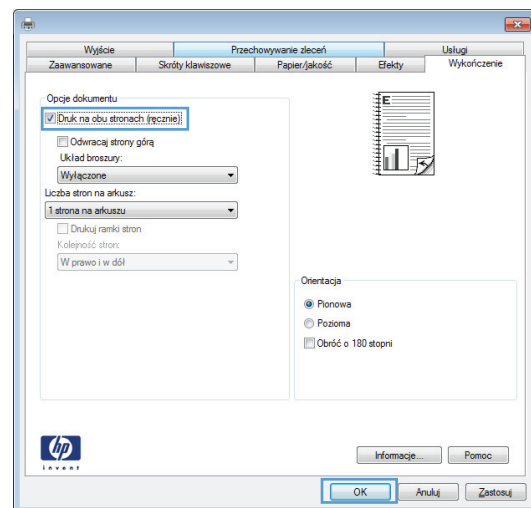 Wyjście Przechowywanie zleceń Usługi
Zaawansowane Skróty klawiszowe Papier/jakość Efekty Wykończenie
Opcje dokumentu
Druk na obu stronach (ręcznie)
Odwracaj strony górą
Układ broszury:
Wyłączone
Liczba stron na arkusz:
1 strona na arkuszu
Drukuj ramki stron
Kolejność stron:
W prawo i w dół
E
Orientacja
Pionowa
Pozioma
Obróć o 180 stopni
hp
invent
Informacje... Pomoc
OK Anuluj Zastosuj